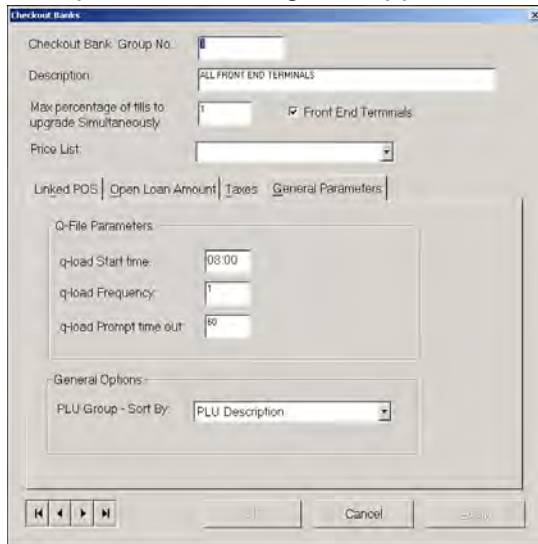 Checkout Banks
Checkout Bank Group No.:
Description:
ALL FRONT END TERMINALS
Max percentage of tills to
upgrade Simultaneously
1
Front End Terminals
Price List:
Linked POS Open Loan Amount Taxes General Parameters
Q-File Parameters
q-load Start time:
08:00
q-load Frequency:
1
q-load Prompt time out:
60
General Options
PLU Group - Sort By:
PLU Description
Cancel